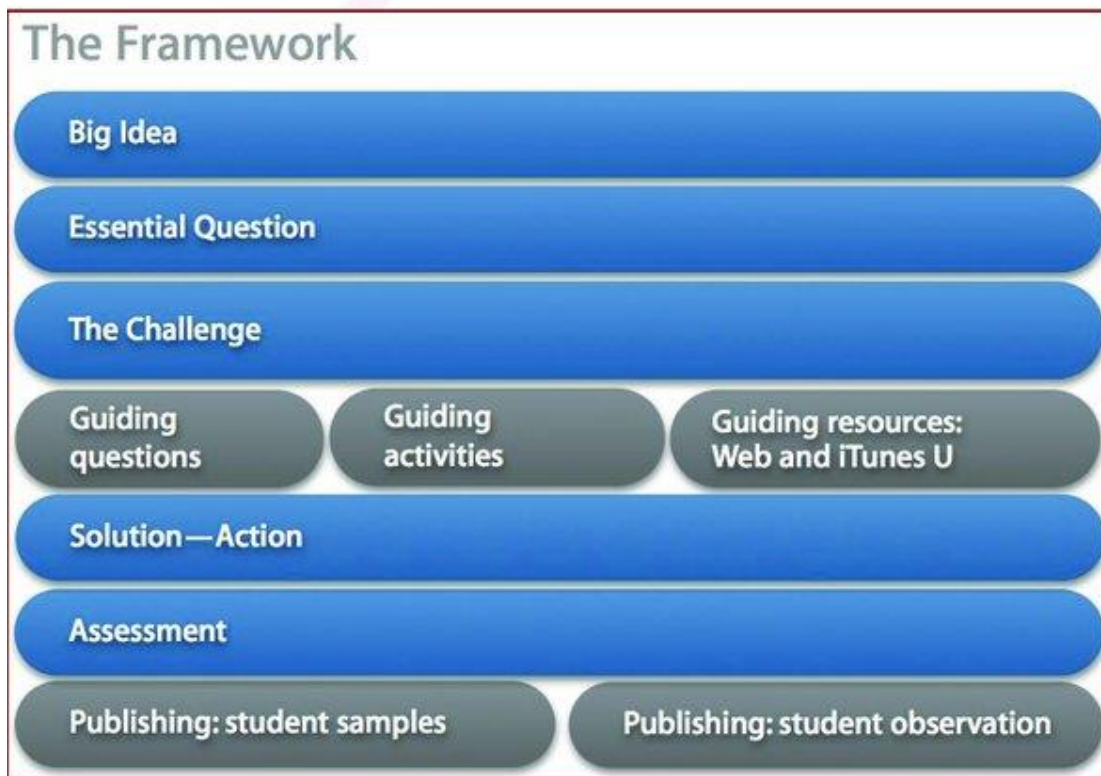 The Framework
Big Idea
Essential Question
The Challenge
Guiding
questions
Guiding
activities
Guiding resources:
Web and iTunes U
Solution—Action
Assessment
Publishing: student samples
Publishing: student observation